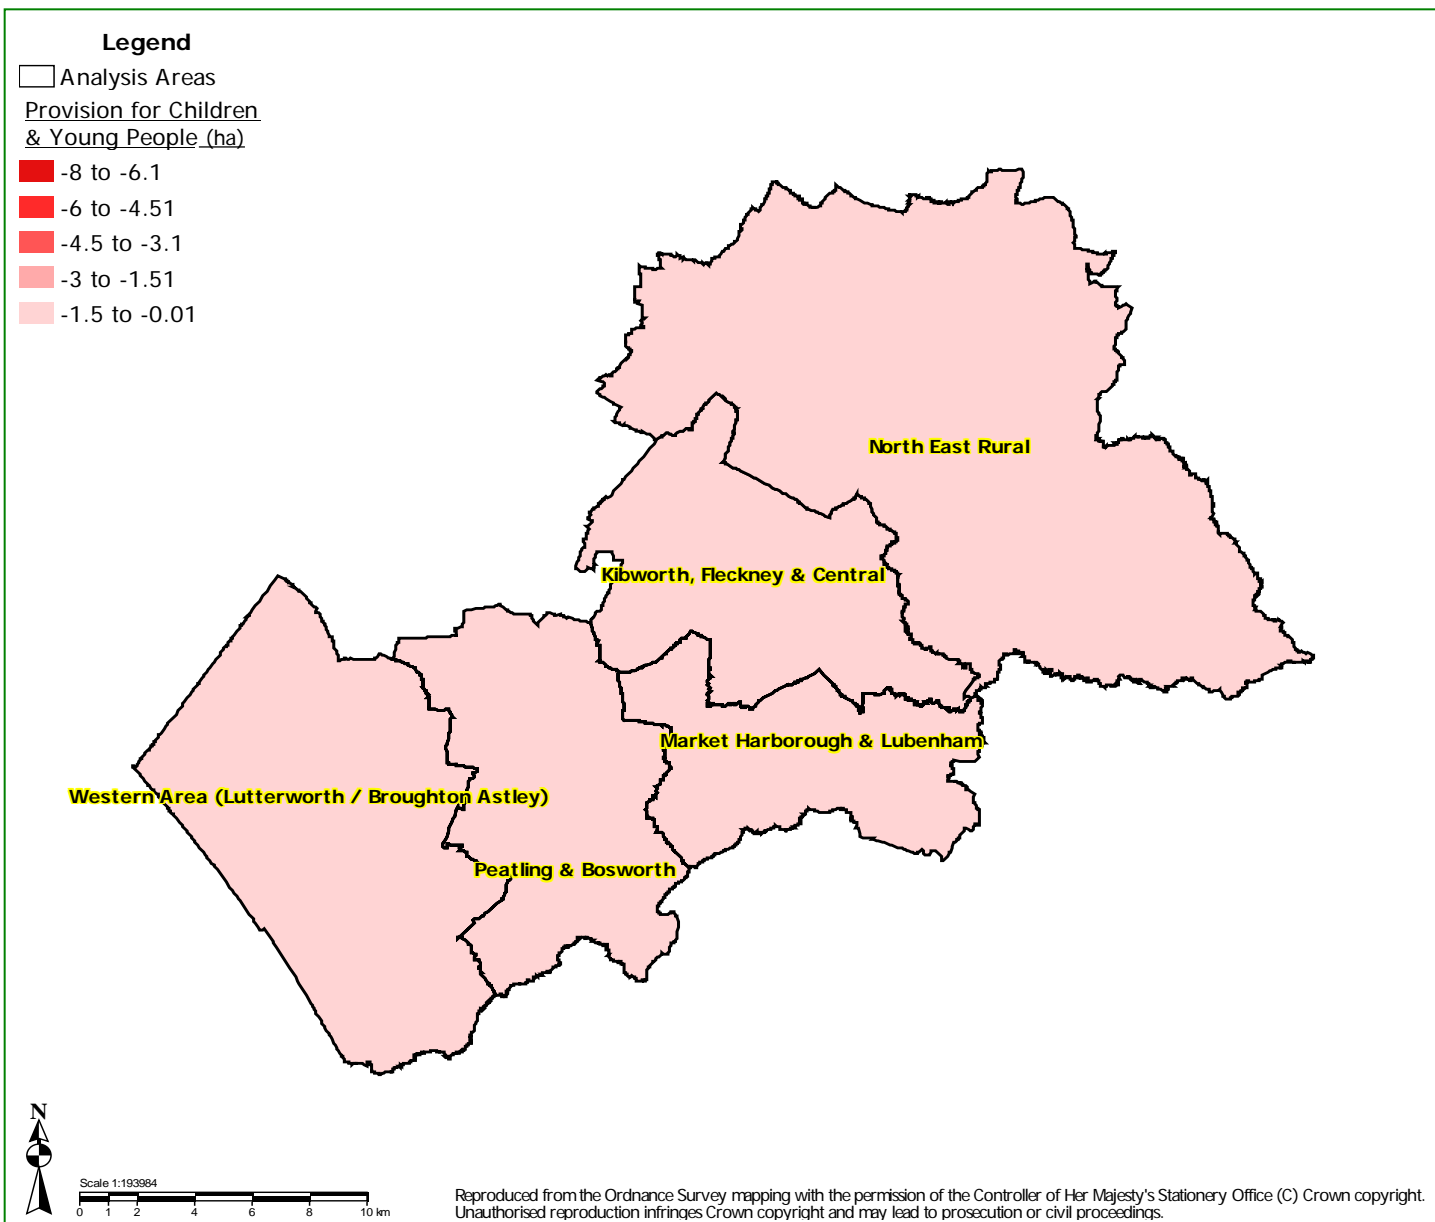 Legend
Analysis Areas
Provision for Children
& Young People (ha)
-8 to -6.1
-6 to -4.51
-4.5 to -3.1
-3 to -1.51
-1.5 to -0.01
North East Rural
Kibworth, Fleckney & Central
Market Harborough & Lubenham
Western Area (Lutterworth / Broughton Astley)
Peatling & Bosworth
N
Scale 1:193984
0 1 2 4 6 8 10 km
Reproduced from the Ordnance Survey mapping with the permission of the Controller of Her Majesty's Stationery Office (C) Crown copyright.
Unauthorised reproduction infringes Crown copyright and may lead to prosecution or civil proceedings.